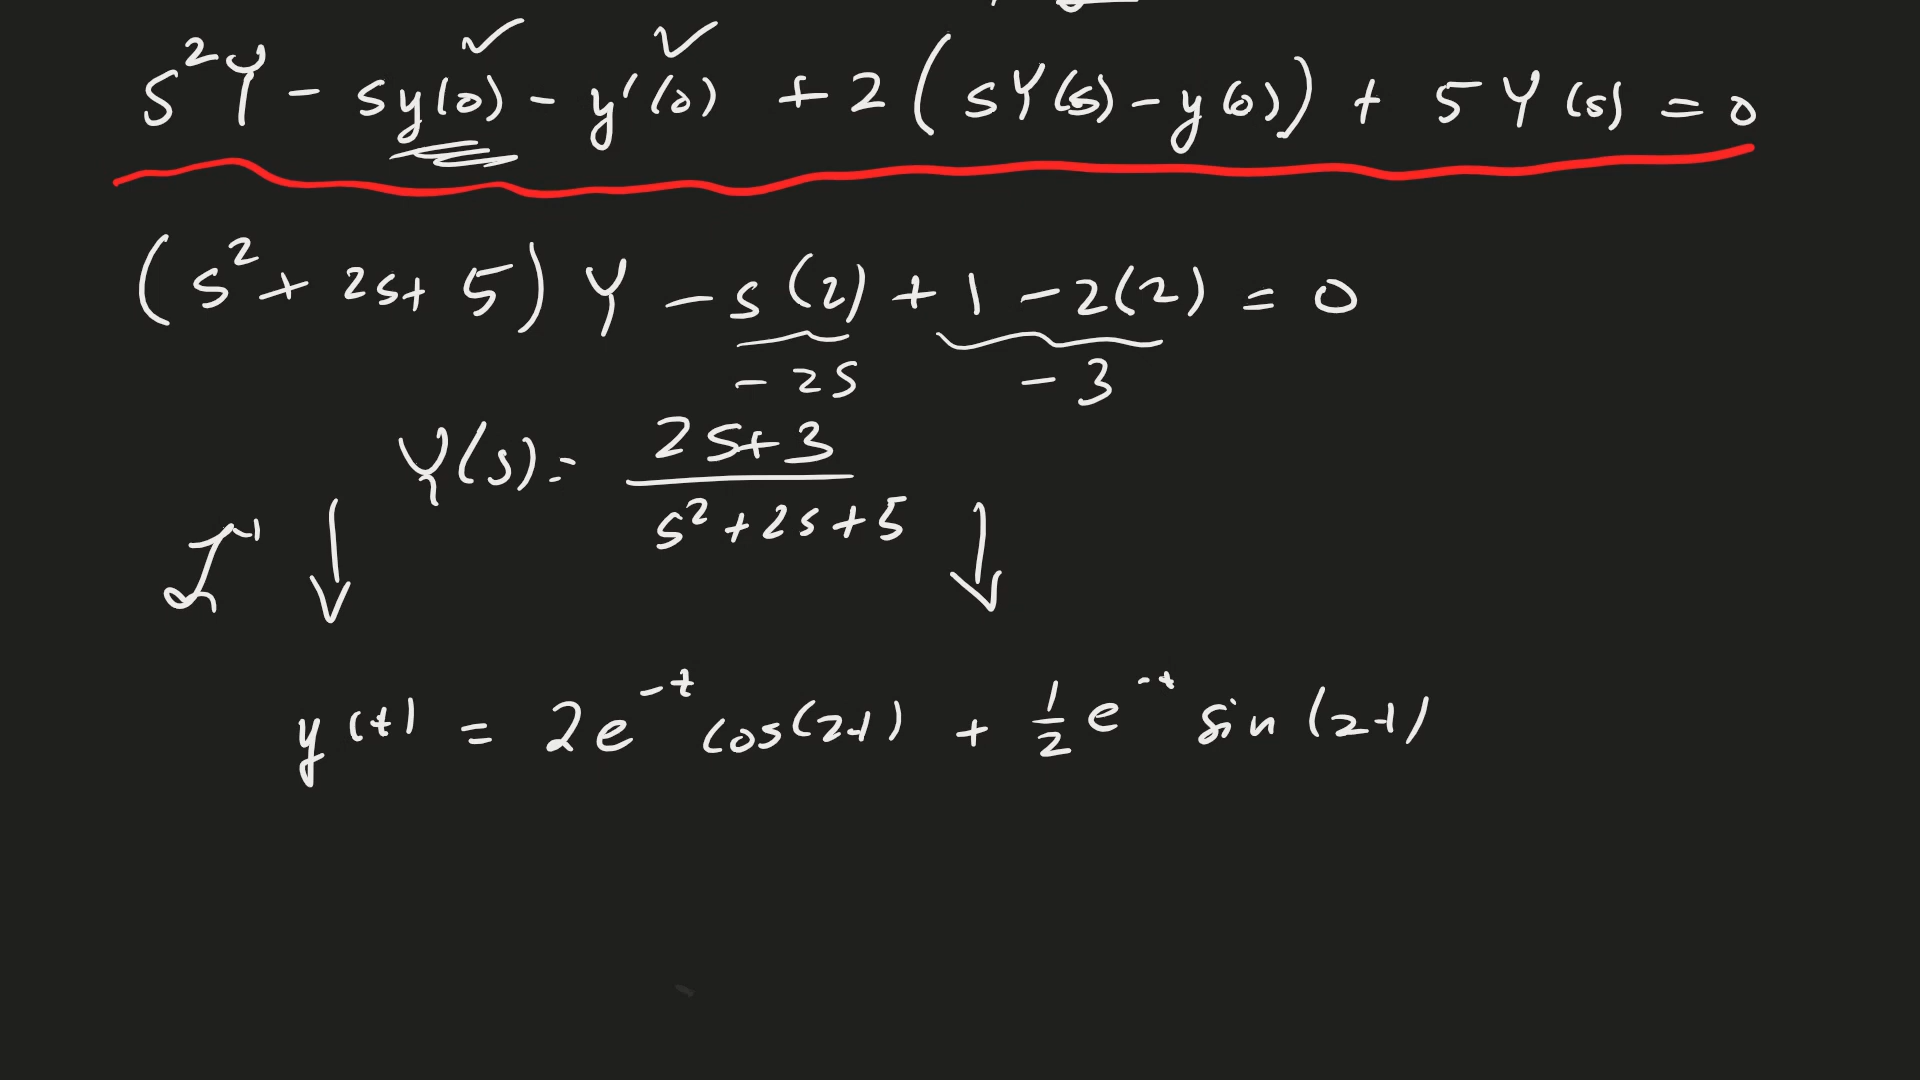 s²Y - sy(0) - y'(0) + 2(sY(s) - y(0)) + 5Y(s) = 0
(s² + 2s + 5)Y - s(2) + 1 - 2(2) = 0
-2s -3
Y(s) = (2s+3)/(s²+2s+5)
ℒ⁻¹ ↓ ↓
y(t) = 2e^{-t} cos(2t) + 1/2 e^{-t} sin(2t)